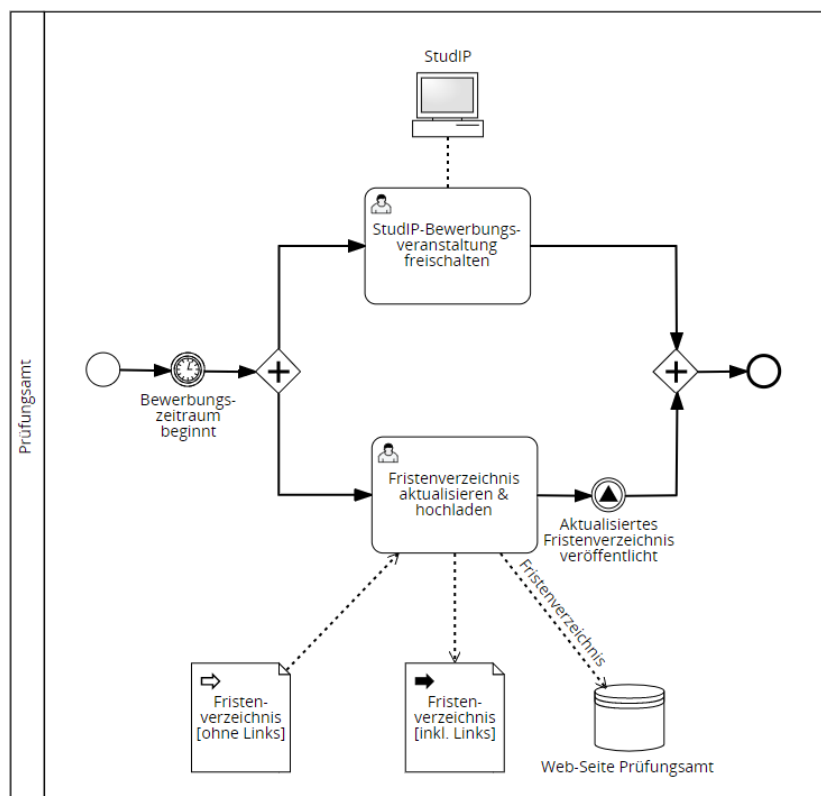 Prüfungsamt
StudIP
StudIP-Bewerbungs-
veranstaltung
freischalten
Bewerbungs-
zeitraum
beginnt
Fristenverzeichnis
aktualisieren &
hochladen
Aktualisiertes
Fristenverzeichnis
veröffentlicht
Fristenverzeichnis
Fristen-
verzeichnis
[ohne Links]
Fristen-
verzeichnis
[inkl. Links]
Web-Seite Prüfungsamt